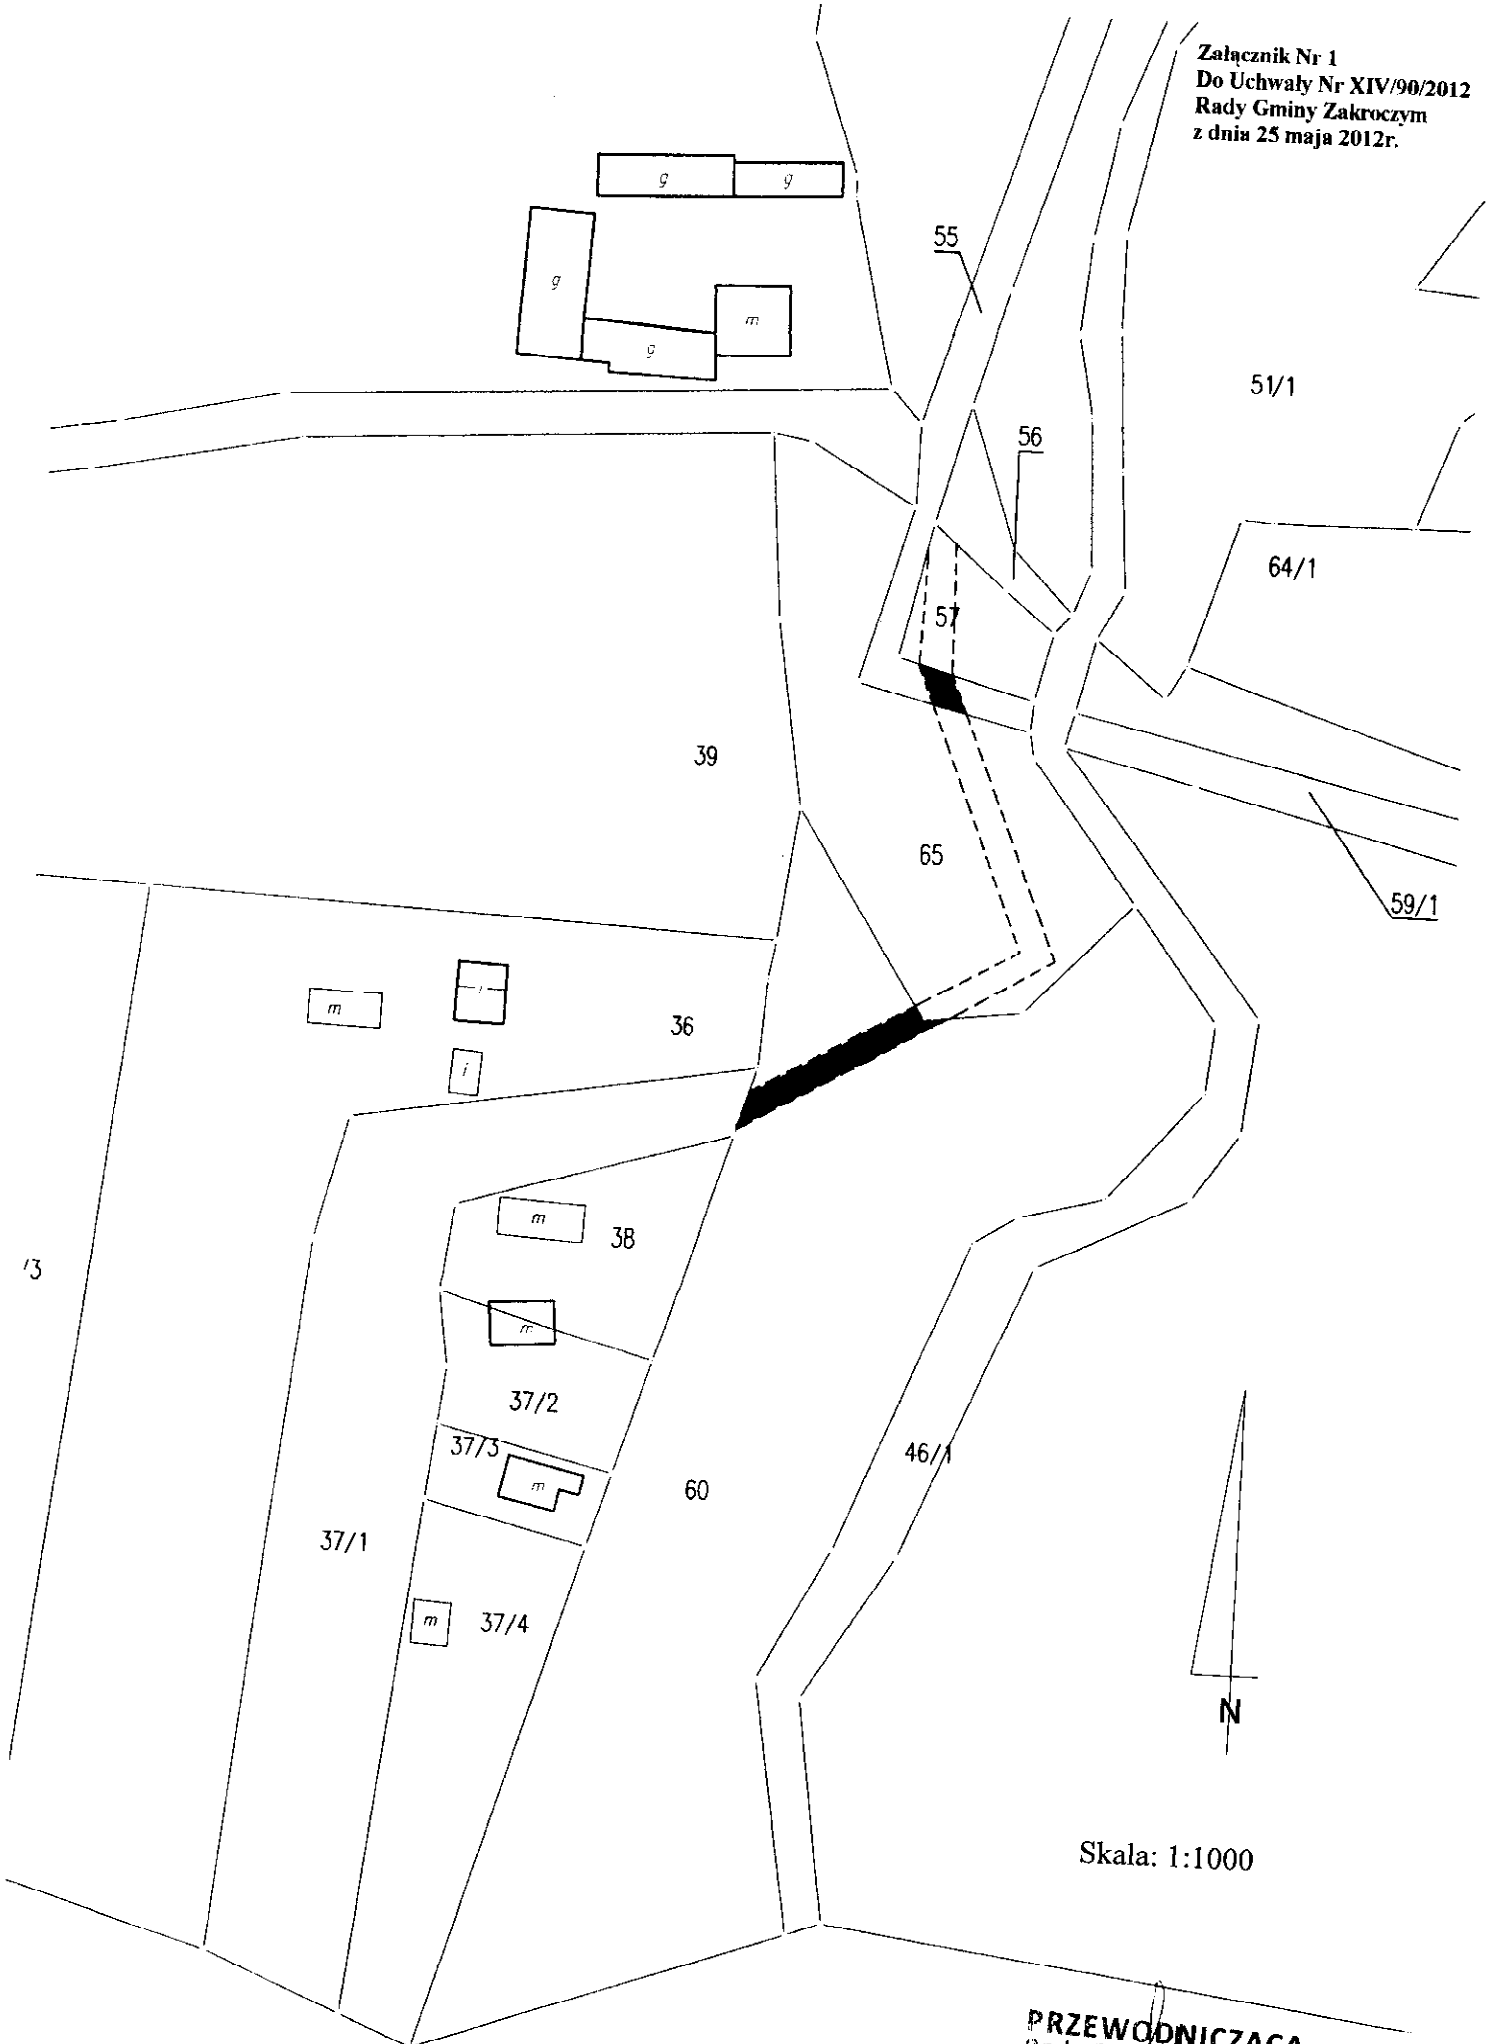 Załącznik Nr 1
Do Uchwały Nr XIV/90/2012
Rady Gminy Zakroczym
z dnia 25 maja 2012r.
g
g
55
g
m
g
51/1
56
64/1
57
39
65
59/1
m
i
36
i
m
38
/3
m
37/2
37/3
46/1
m
60
37/1
m
37/4
N
Skala: 1:1000
PRZEWODNICZĄCA